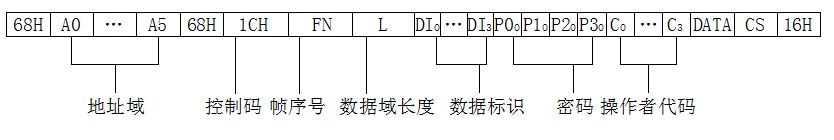 68H A0 … A5 68H 1CH FN L DI₀ … DI₃ P0₀ P1₀ P2₀ P3₀ C₀ … C₃ DATA CS 16H
地址域 控制码 帧序号 数据域长度 数据标识 密码 操作者代码